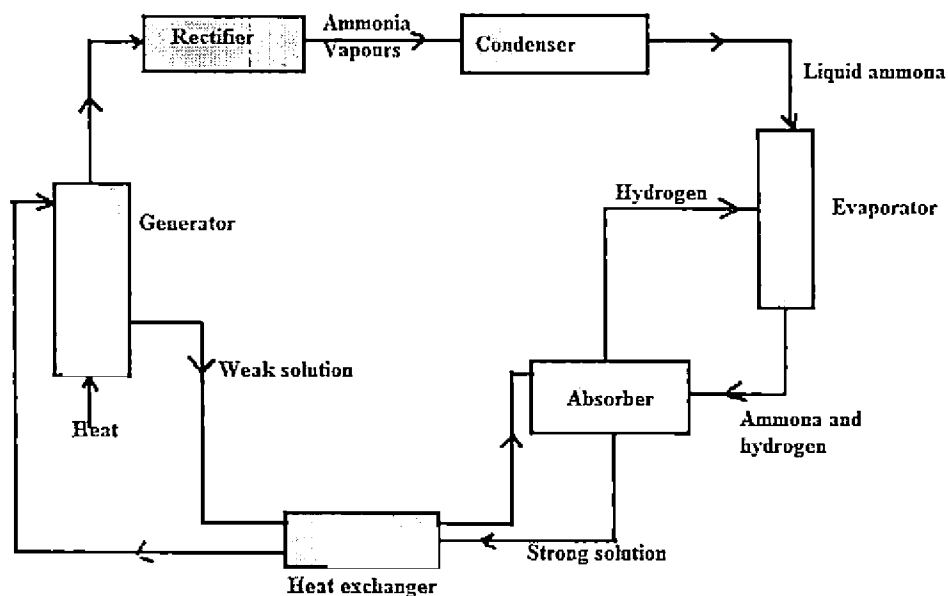 Rectifier
Ammonia
Vapours
Condenser
Liquid ammona
Generator
Hydrogen
Evaporator
Weak solution
Absorber
Heat
Ammona and
hydrogen
Strong solution
Heat exchanger